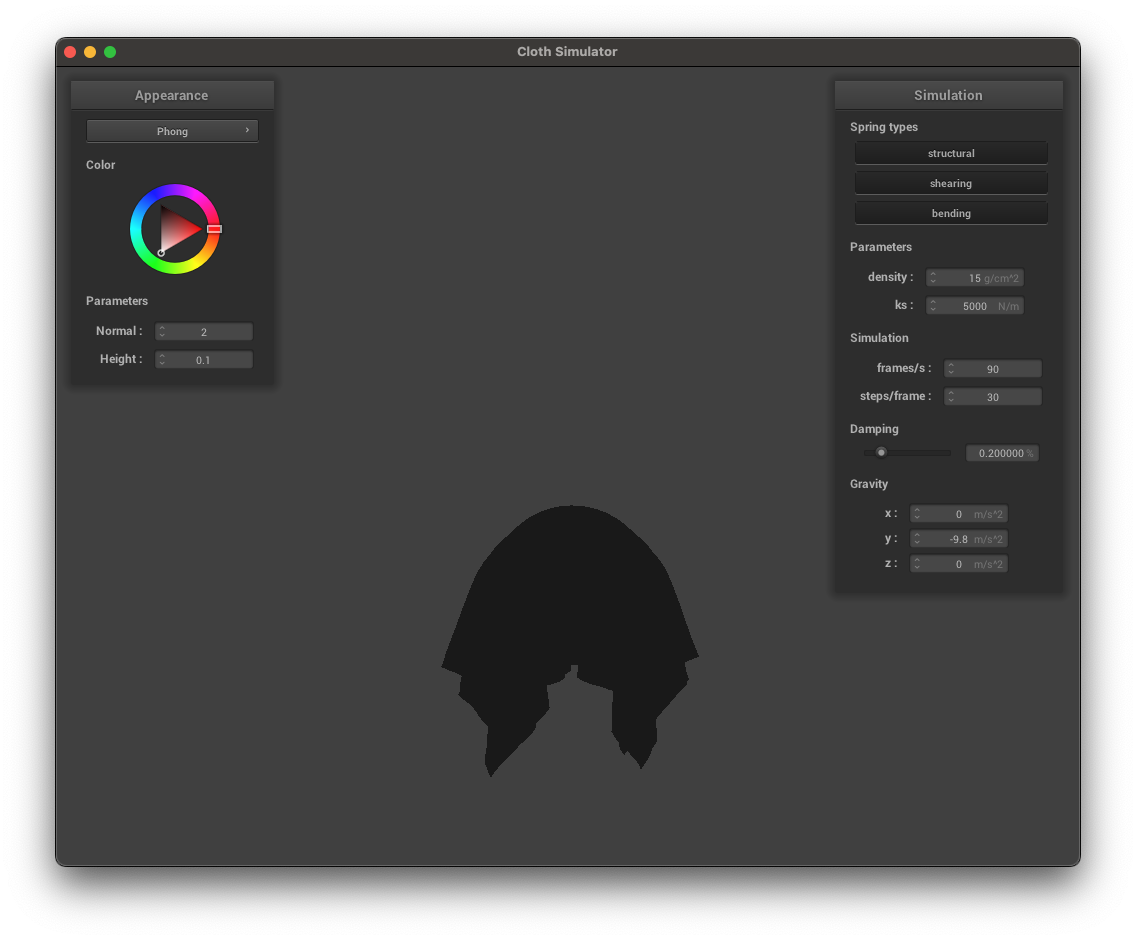 Cloth Simulator
Appearance
Phong ›
Color
Parameters
Normal : 2
Height : 0.1
Simulation
Spring types
structural
shearing
bending
Parameters
density : 15 g/cm^2
ks : 5000 N/m
Simulation
frames/s : 90
steps/frame : 30
Damping
0.200000 %
Gravity
x : 0 m/s^2
y : -9.8 m/s^2
z : 0 m/s^2